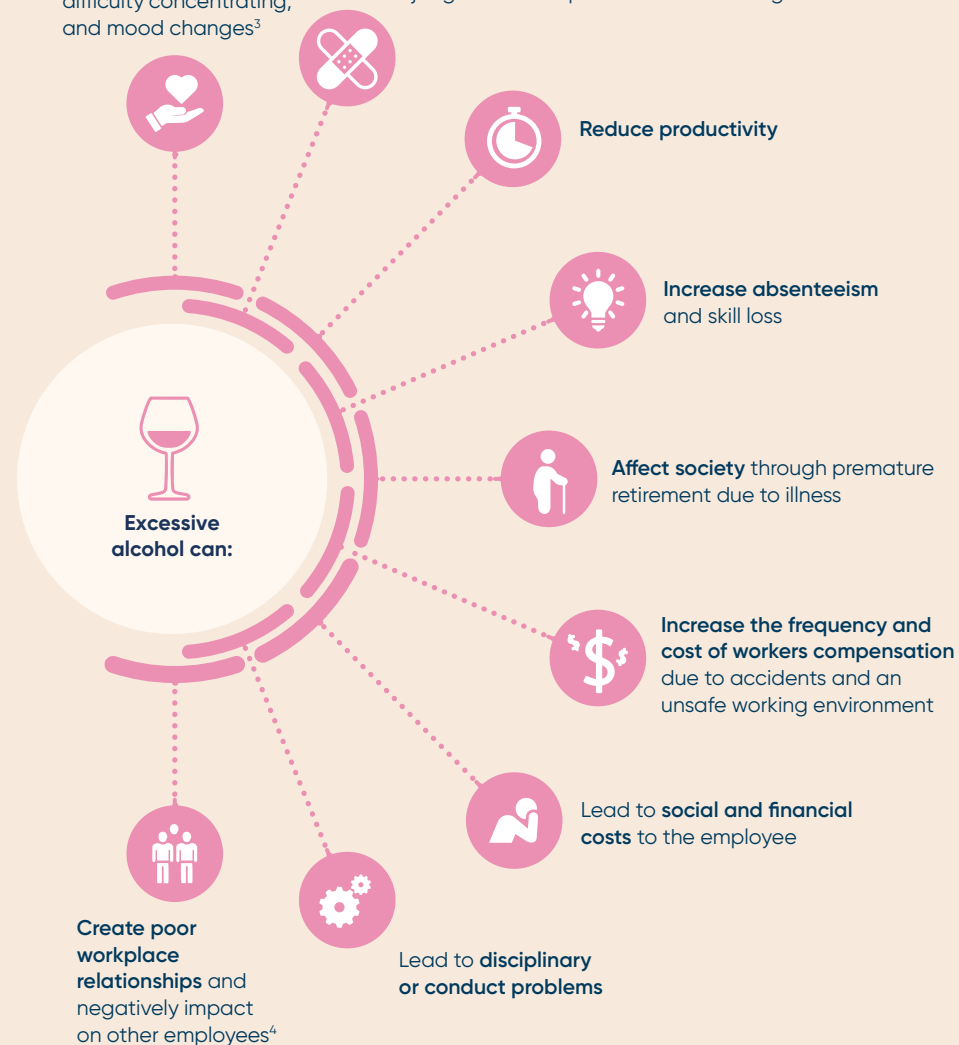 difficulty concentrating,
and mood changes³
Reduce productivity
Increase absenteeism
and skill loss
Affect society through premature
retirement due to illness
Excessive
alcohol can:
Increase the frequency and
cost of workers compensation
due to accidents and an
unsafe working environment
Lead to social and financial
costs to the employee
Create poor
workplace
relationships and
negatively impact
on other employees⁴
Lead to disciplinary
or conduct problems